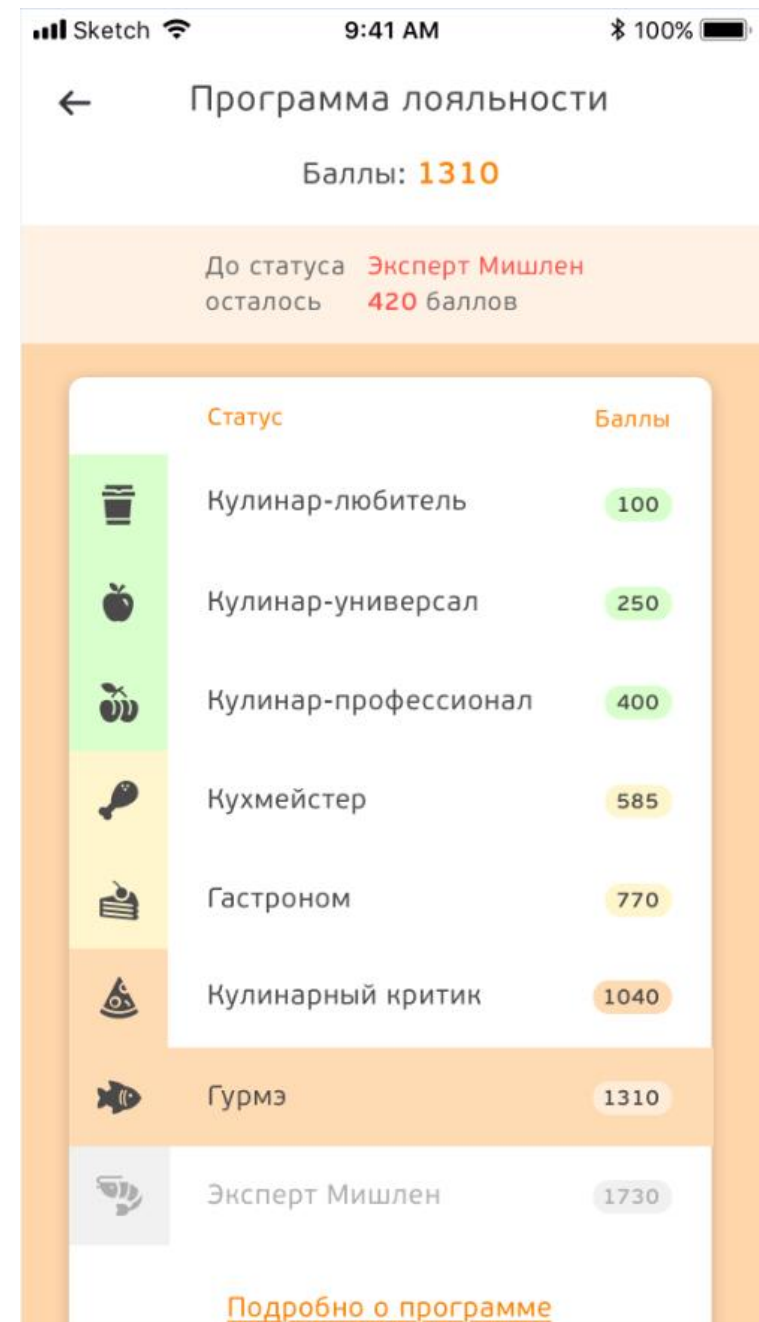 Sketch 9:41 AM 100%
Программа лояльности
Баллы: 1310
До статуса Эксперт Мишлен
осталось 420 баллов
Статус Баллы
Кулинар-любитель 100
Кулинар-универсал 250
Кулинар-профессионал 400
Кухмейстер 585
Гастроном 770
Кулинарный критик 1040
Гурмэ 1310
Эксперт Мишлен 1730
Подробно о программе